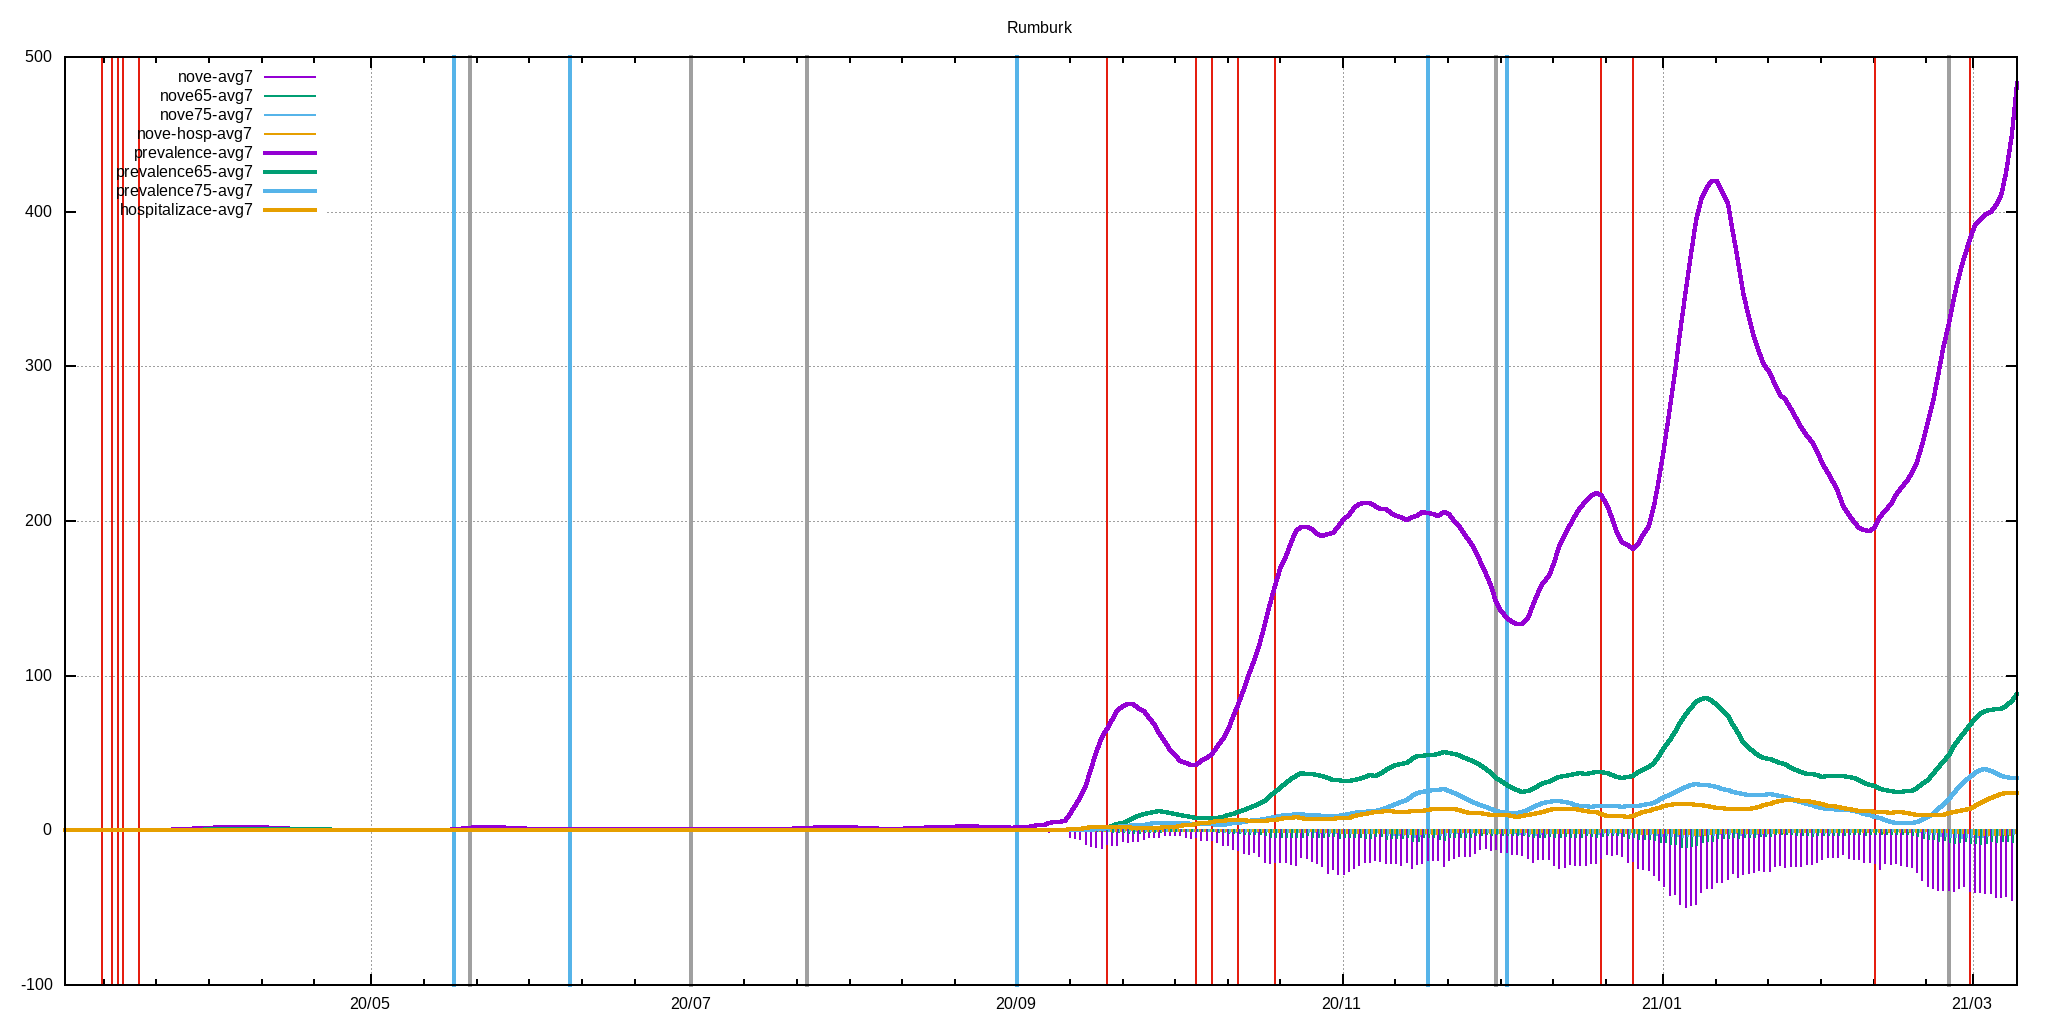 Rumburk
500
400
300
200
100
0
-100
nove-avg7
nove65-avg7
nove75-avg7
nove-hosp-avg7
prevalence-avg7
prevalence65-avg7
prevalence75-avg7
hospitalizace-avg7
20/05
20/07
20/09
20/11
21/01
21/03